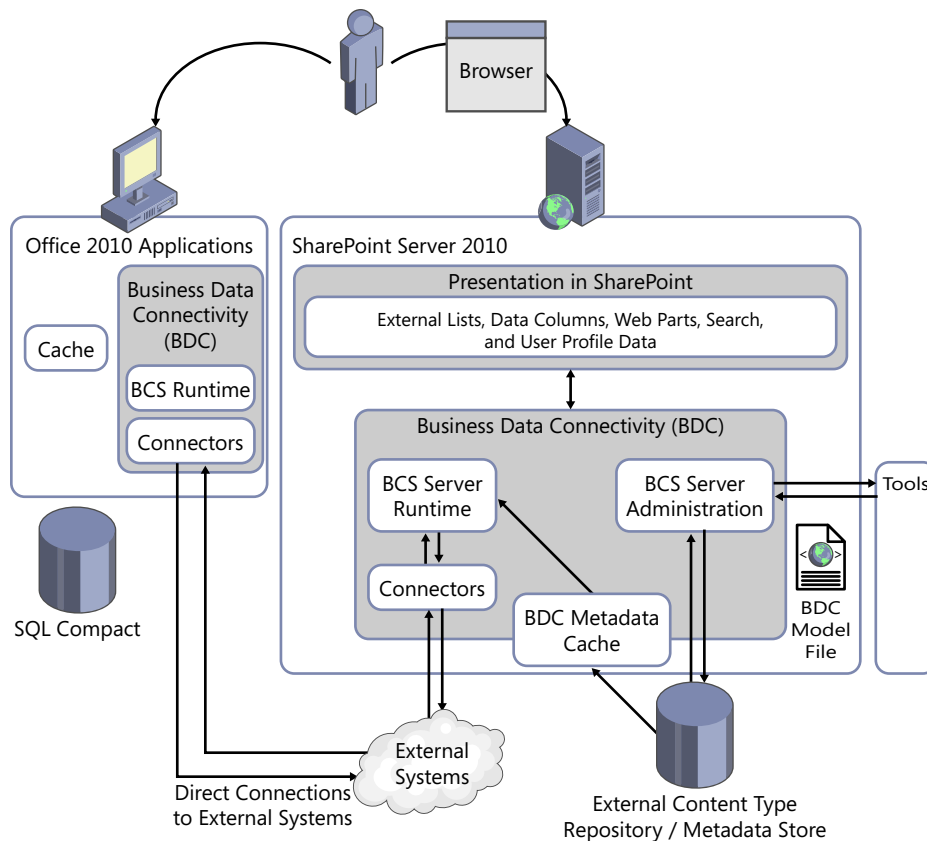 Browser
Office 2010 Applications
Business Data
Connectivity
(BDC)
Cache
BCS Runtime
Connectors
SQL Compact
SharePoint Server 2010
Presentation in SharePoint
External Lists, Data Columns, Web Parts, Search,
and User Profile Data
Business Data Connectivity (BDC)
BCS Server
Runtime
BCS Server
Administration
Connectors
BDC Metadata
Cache
Tools
< >
BDC
Model
File
External
Systems
Direct Connections
to External Systems
External Content Type
Repository / Metadata Store